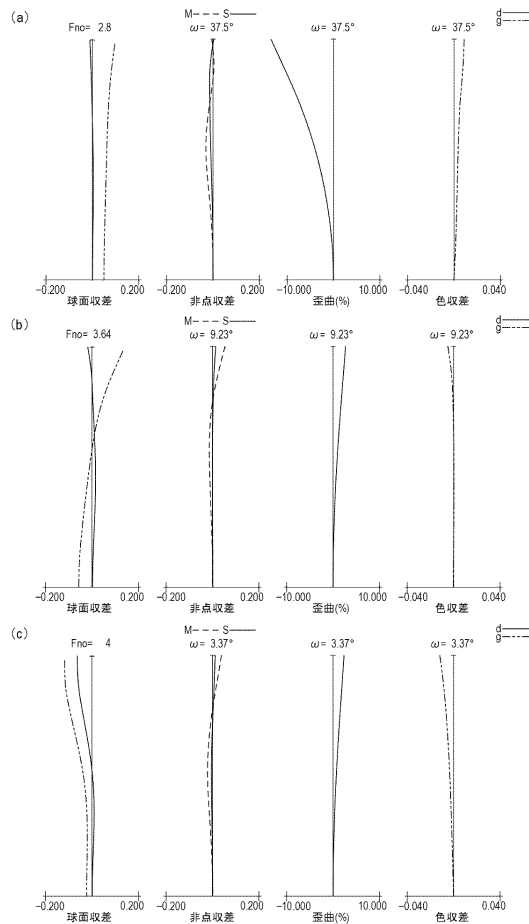 (a)
M S d
g
Fno= 2.8 ω= 37.5° ω= 37.5° ω= 37.5°
−0.200 0.200 −0.200 0.200 −10.000 10.000 −0.040 0.040
球面収差 非点収差 歪曲(%) 色収差
(b)
M S d
g
Fno= 3.64 ω= 9.23° ω= 9.23° ω= 9.23°
−0.200 0.200 −0.200 0.200 −10.000 10.000 −0.040 0.040
球面収差 非点収差 歪曲(%) 色収差
(c)
M S d
g
Fno= 4 ω= 3.37° ω= 3.37° ω= 3.37°
−0.200 0.200 −0.200 0.200 −10.000 10.000 −0.040 0.040
球面収差 非点収差 歪曲(%) 色収差